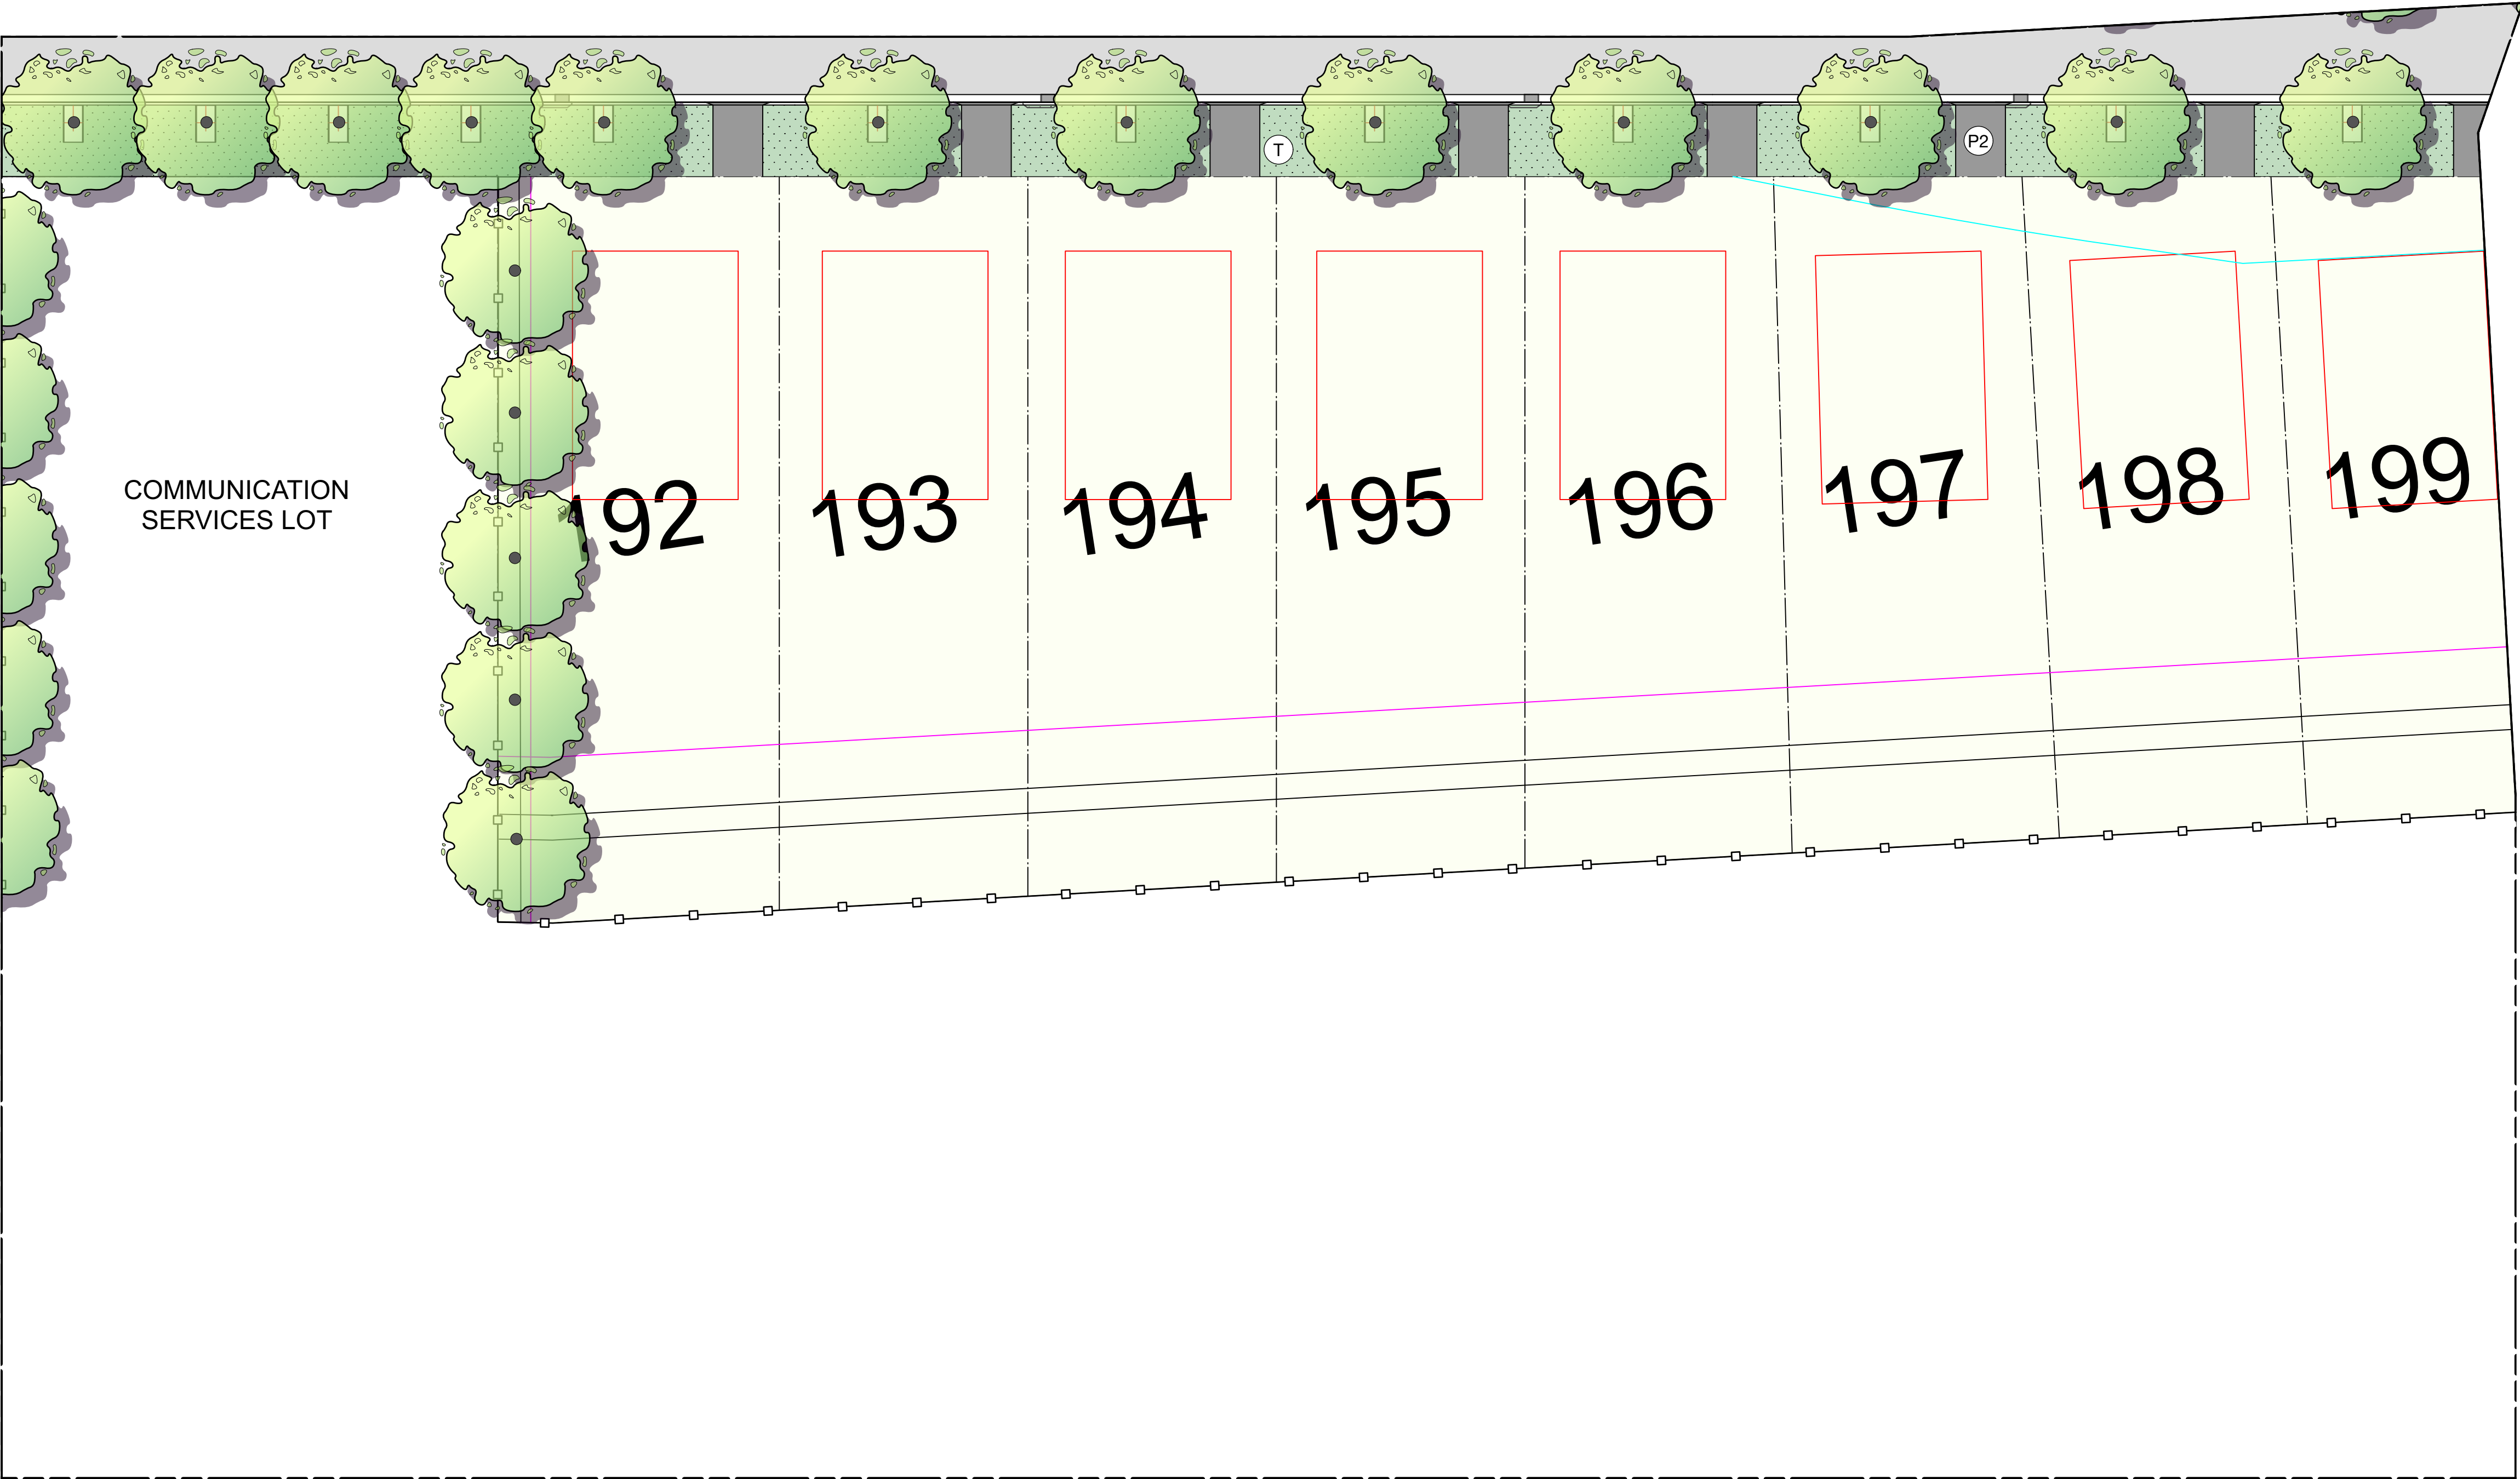 T
P2
COMMUNICATION
SERVICES LOT
192
193
194
195
196
197
198
199